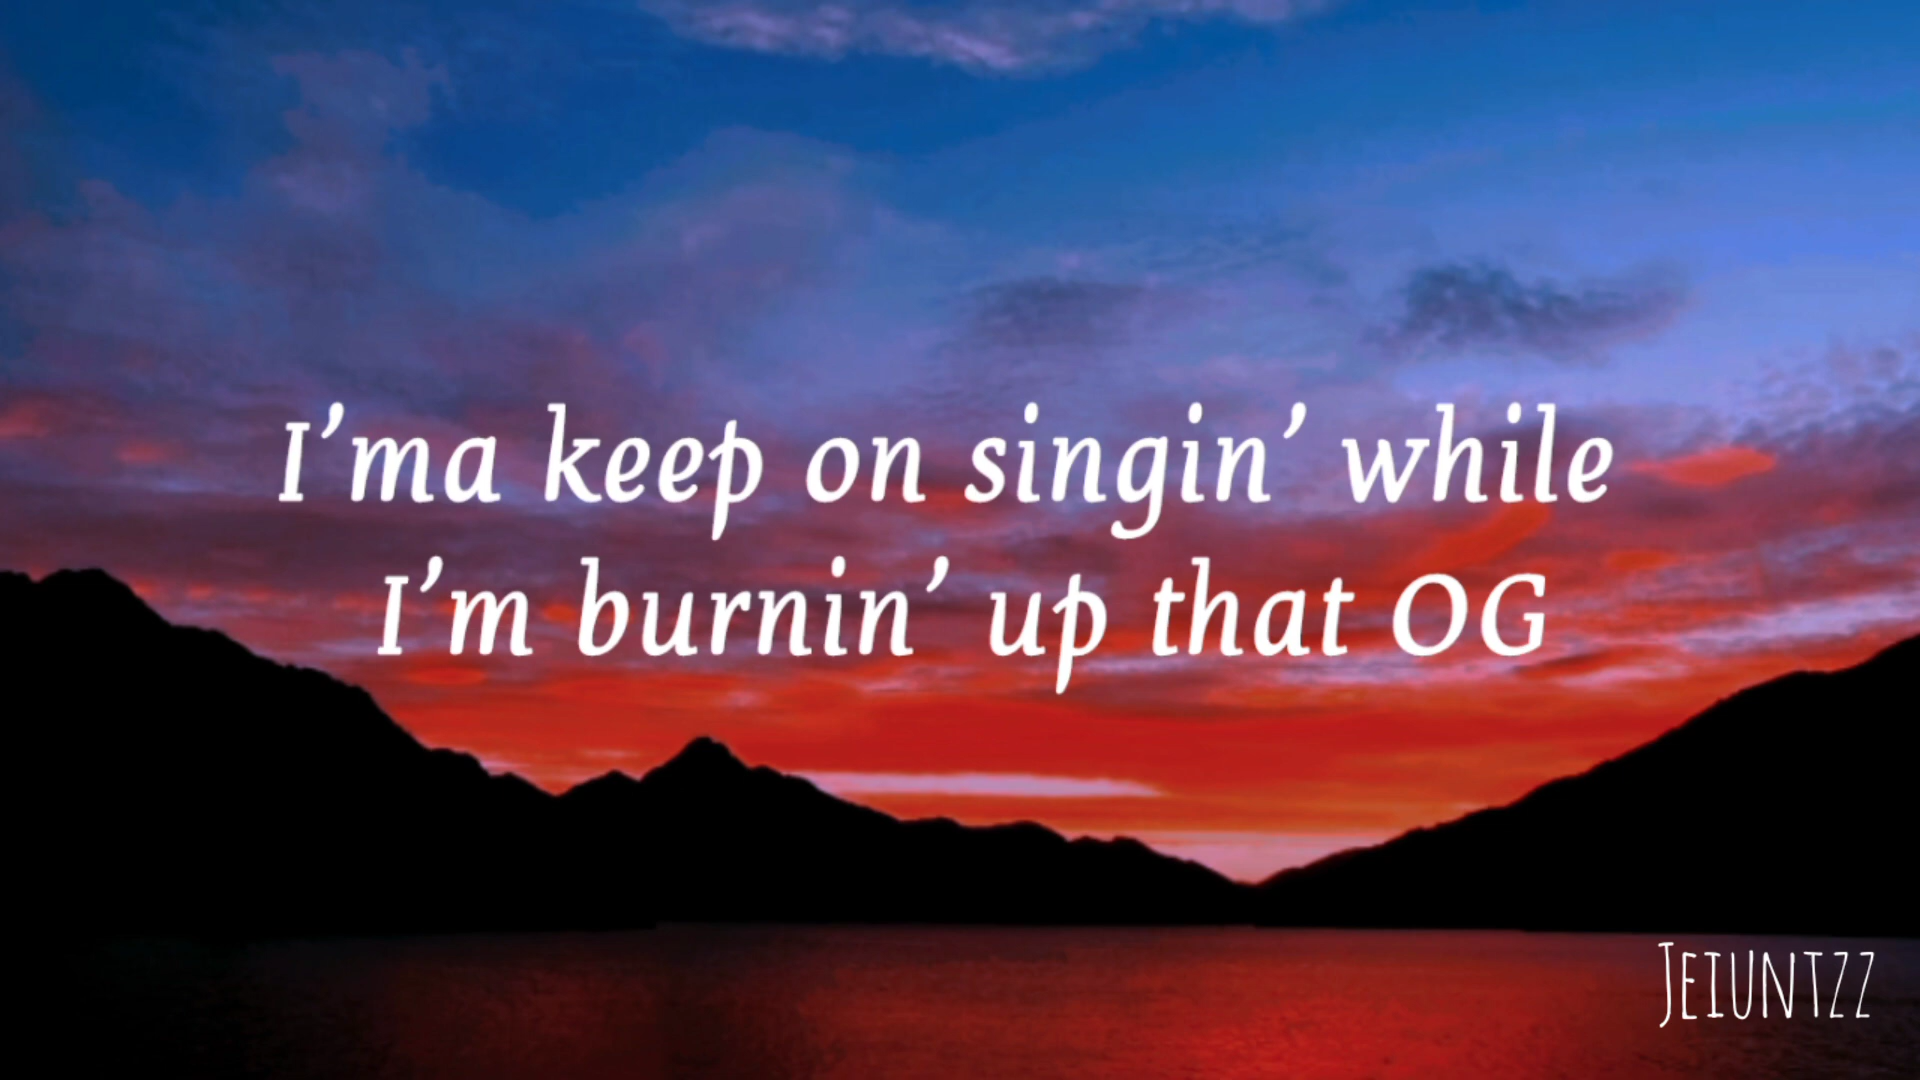 I’ma keep on singin’ while
I’m burnin’ up that OG
JEIUNTZZ